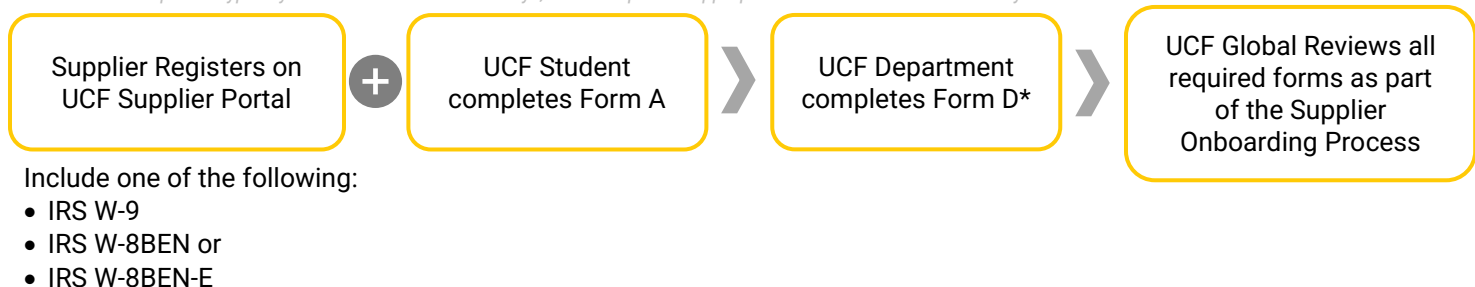 Supplier Registers on
UCF Supplier Portal
+
UCF Student
completes Form A
UCF Department
completes Form D*
UCF Global Reviews all
required forms as part
of the Supplier
Onboarding Process
Include one of the following:
• IRS W-9
• IRS W-8BEN or
• IRS W-8BEN-E